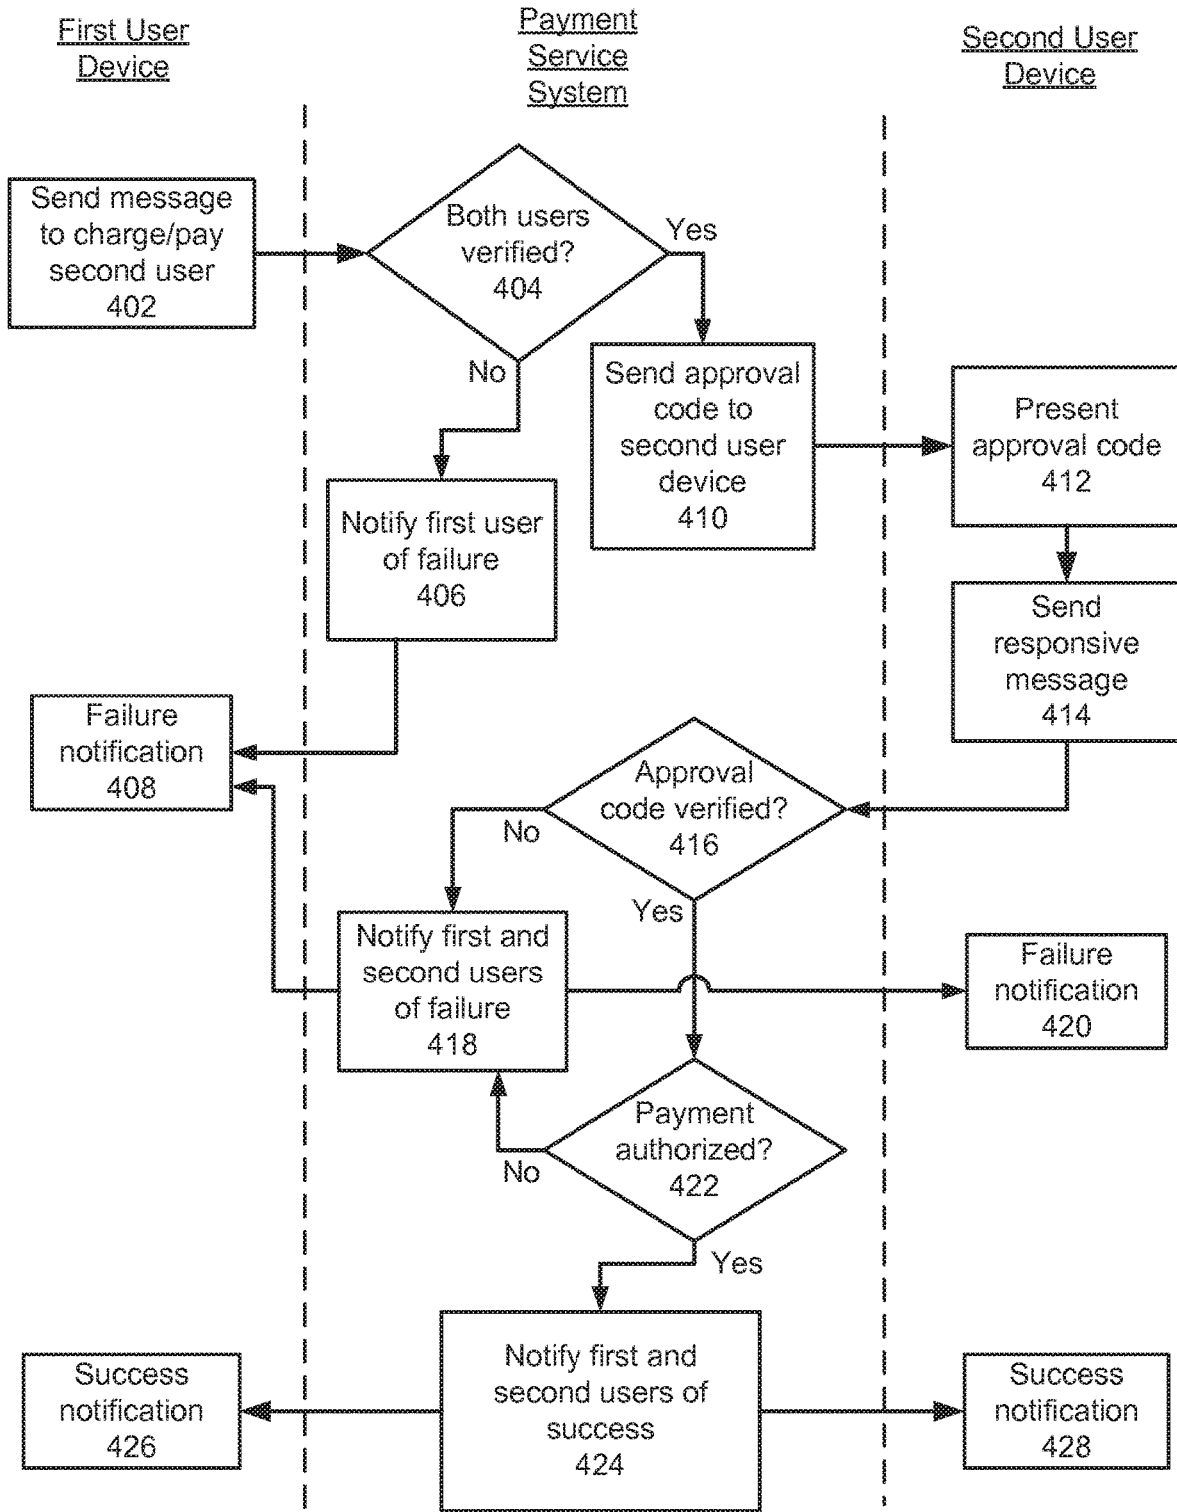 First User
Device
Payment
Service
System
Second User
Device
Send message
to charge/pay
second user
402
Both users
verified?
404
Yes
No
Send approval
code to
second user
device
410
Present
approval code
412
Notify first user
of failure
406
Send
responsive
message
414
Failure
notification
408
Approval
code verified?
416
No
Yes
Notify first and
second users
of failure
418
Failure
notification
420
Payment
authorized?
422
No
Yes
Notify first and
second users of
success
424
Success
notification
426
Success
notification
428